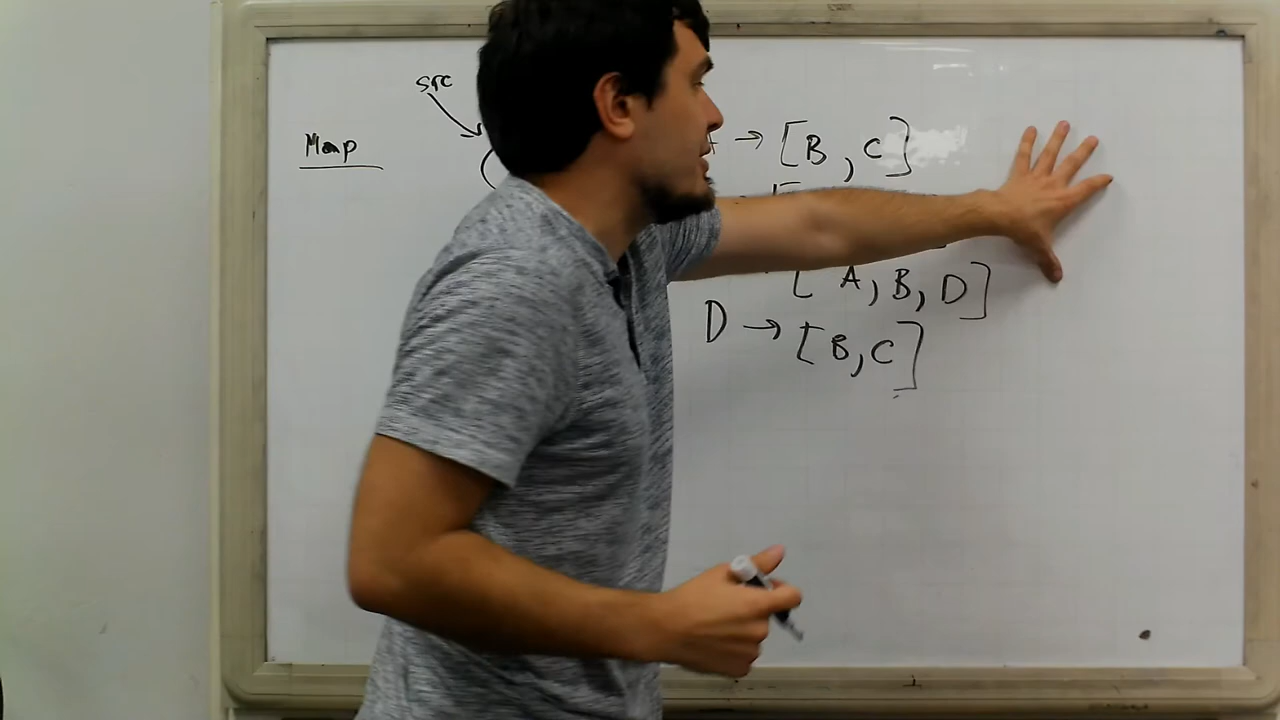 src
Map
→ [B, C]
[A, B, D]
D → [B, C]